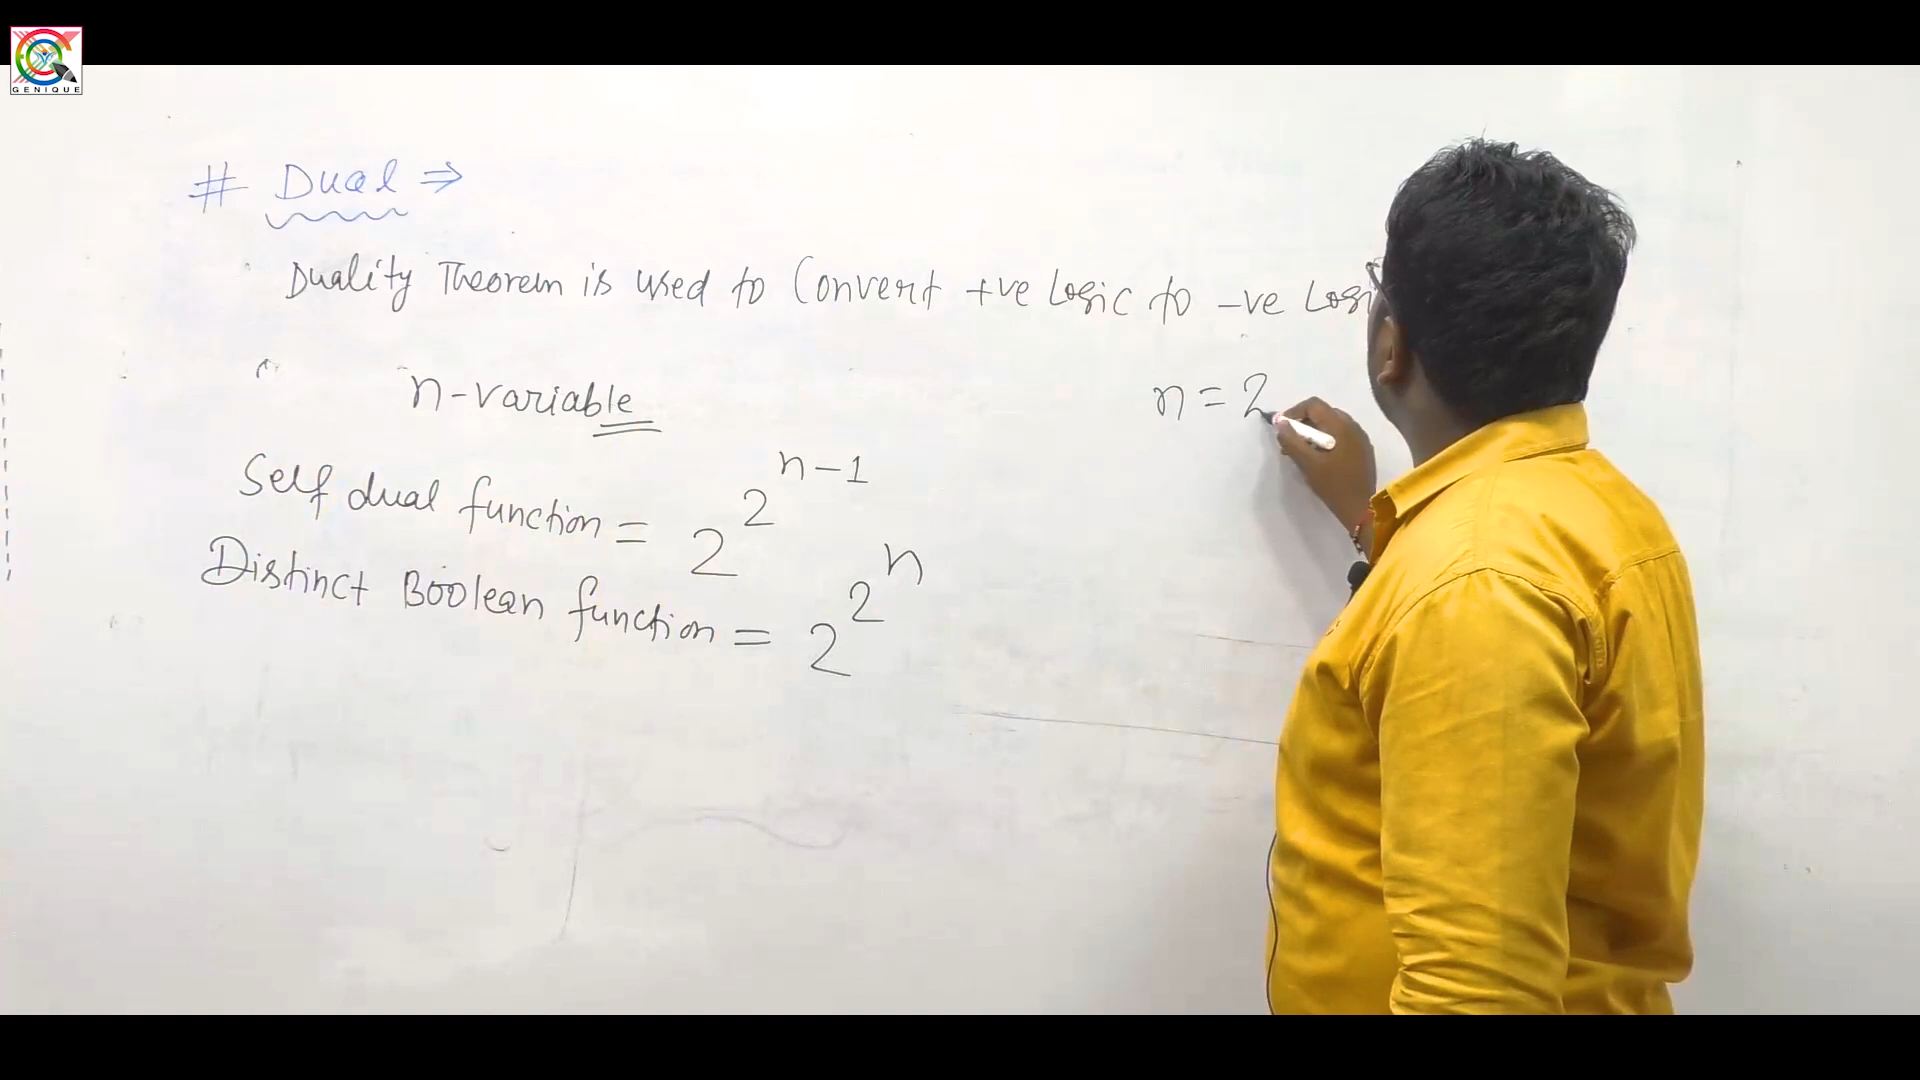 GENIQUE
# Dual ⇒
Duality Theorem is used to Convert +ve Logic to -ve Logi
n-variable
n = 2
Self dual function = 2^2^n-1
Distinct Boolean function = 2^2^n